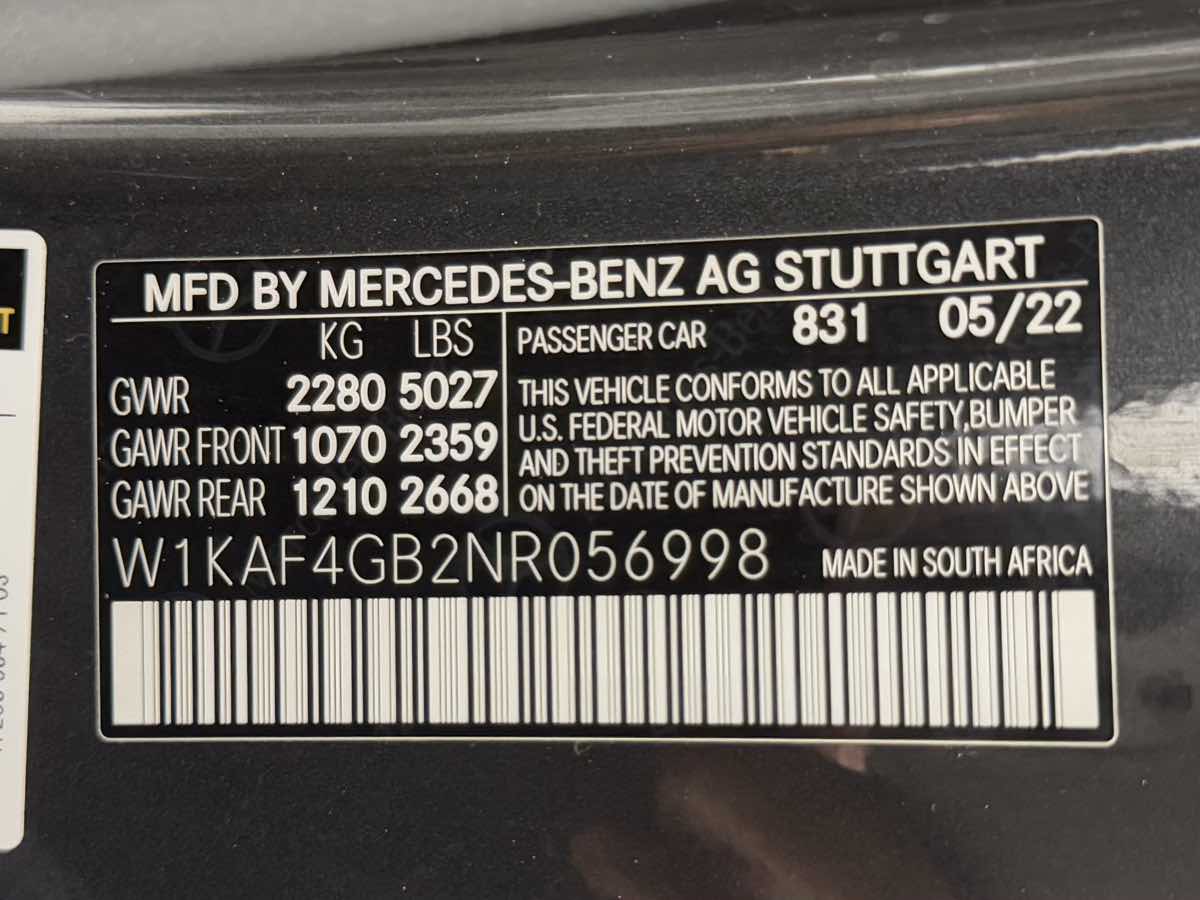 MFD BY MERCEDES-BENZ AG STUTTGART
KG LBS
GVWR 2280 5027
GAWR FRONT 1070 2359
GAWR REAR 1210 2668
PASSENGER CAR 831 05/22
THIS VEHICLE CONFORMS TO ALL APPLICABLE
U.S. FEDERAL MOTOR VEHICLE SAFETY,BUMPER
AND THEFT PREVENTION STANDARDS IN EFFECT
ON THE DATE OF MANUFACTURE SHOWN ABOVE
W1KAF4GB2NR056998 MADE IN SOUTH AFRICA